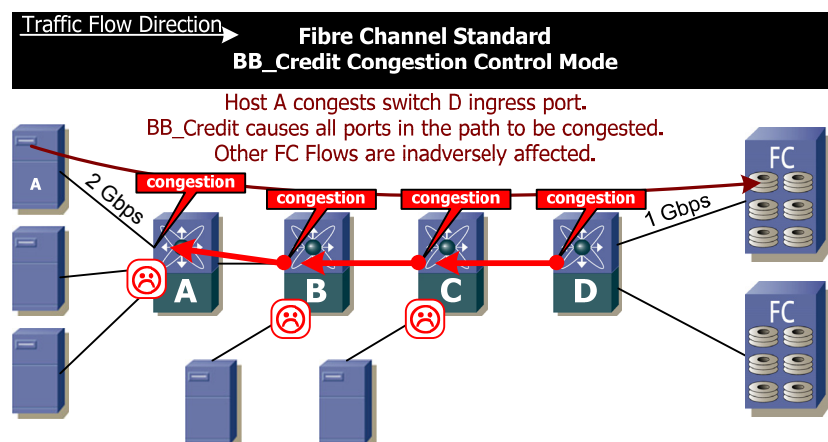 Traffic Flow Direction
Fibre Channel Standard
BB_Credit Congestion Control Mode
Host A congests switch D ingress port.
BB_Credit causes all ports in the path to be congested.
Other FC Flows are inadversely affected.
A
2 Gbps
congestion
congestion
congestion
congestion
1 Gbps
FC
A
B
C
D
FC